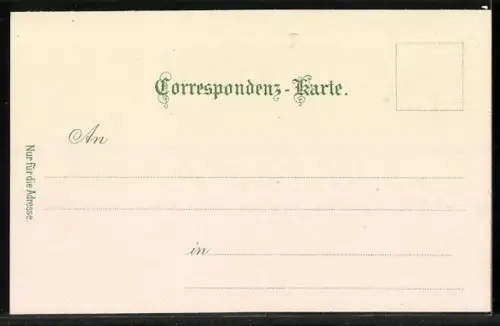 Correspondenz-Karte.
An
in
Nur für die Adresse.